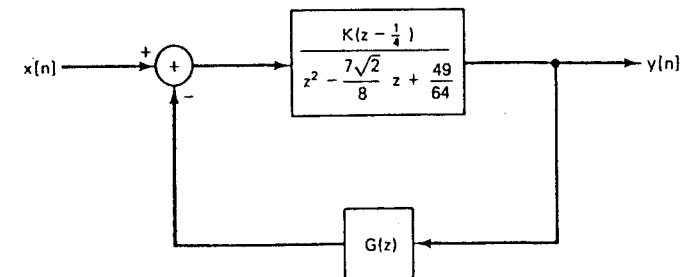 K(z − 1/4)
x[n] + + y[n]
z² − 7√2/8 z + 49/64
−
G(z)